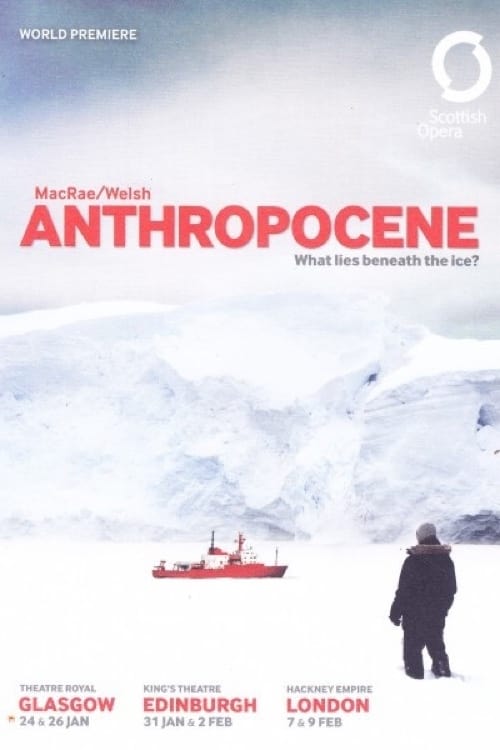 WORLD PREMIERE
Scottish
Opera
MacRae/Welsh
ANTHROPOCENE
What lies beneath the ice?
THEATRE ROYAL
GLASGOW
24 & 26 JAN
KING'S THEATRE
EDINBURGH
31 JAN & 2 FEB
HACKNEY EMPIRE
LONDON
7 & 9 FEB